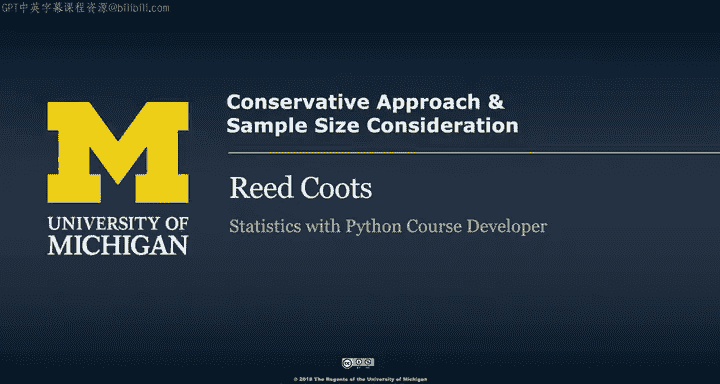 GPT中英字幕课程资源@bilibili.com
Conservative Approach &
Sample Size Consideration
Reed Coots
Statistics with Python Course Developer
M
UNIVERSITY OF
MICHIGAN
© 2018 The Regents of the University of Michigan